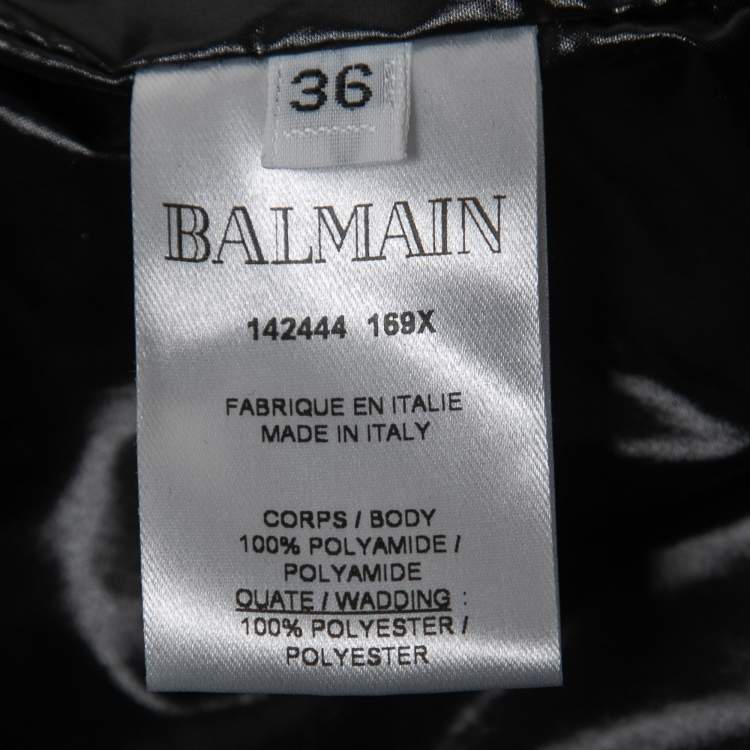 36
BALMAIN
142444 169X
FABRIQUE EN ITALIE
MADE IN ITALY
CORPS / BODY
100% POLYAMIDE /
POLYAMIDE
OUATE / WADDING :
100% POLYESTER /
POLYESTER